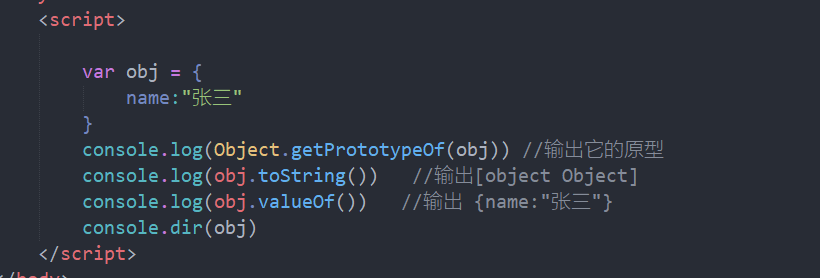 <script>
var obj = {
name:"张三"
}
console.log(Object.getPrototypeOf(obj)) //输出它的原型
console.log(obj.toString()) //输出[object Object]
console.log(obj.valueOf()) //输出 {name:"张三"}
console.dir(obj)
</script>